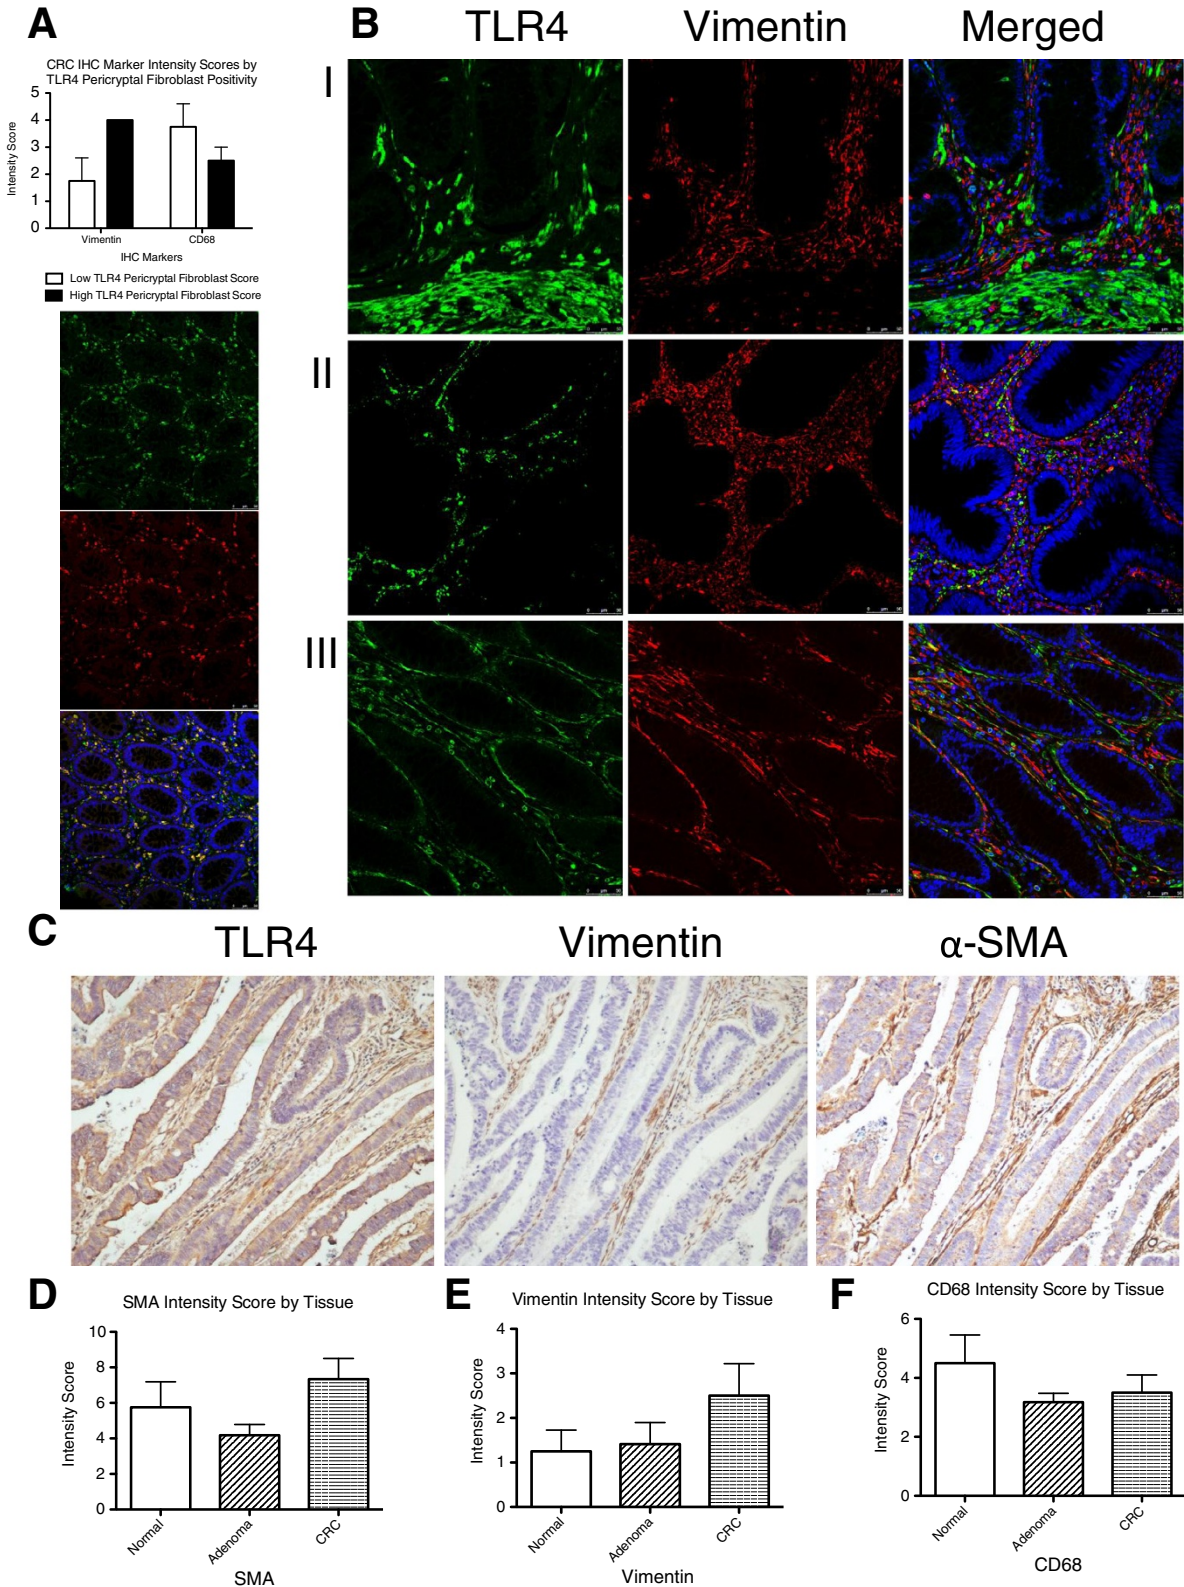 A
CRC IHC Marker Intensity Scores by
TLR4 Pericryptal Fibroblast Positivity
Intensity Score
5
4
3
2
1
0
Vimentin CD68
IHC Markers
Low TLR4 Pericryptal Fibroblast Score
High TLR4 Pericryptal Fibroblast Score
B
TLR4 Vimentin Merged
I
II
III
C
TLR4 Vimentin α-SMA
D
SMA Intensity Score by Tissue
Intensity Score
10
8
6
4
2
0
Normal Adenoma CRC
SMA
E
Vimentin Intensity Score by Tissue
Intensity Score
4
3
2
1
0
Normal Adenoma CRC
Vimentin
F
CD68 Intensity Score by Tissue
Intensity Score
6
4
2
0
Normal Adenoma CRC
CD68